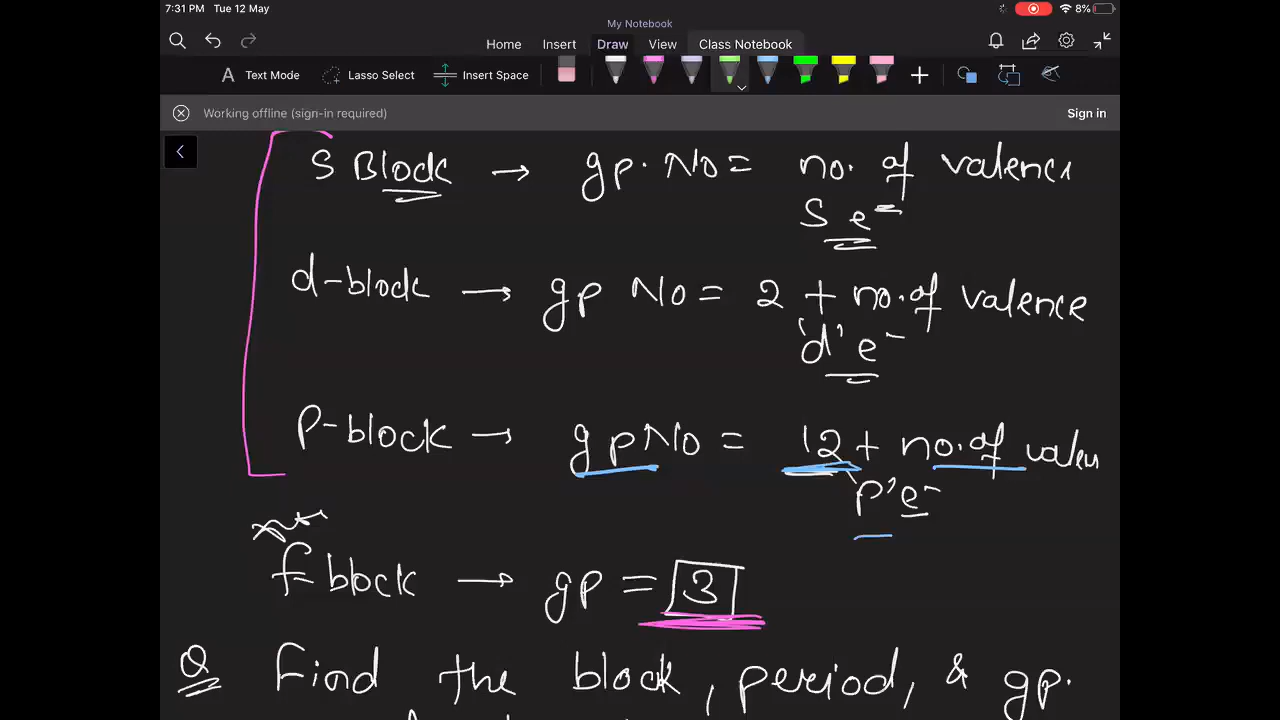 7:31 PM Tue 12 May
8%
My Notebook
Home Insert Draw View Class Notebook
A Text Mode Lasso Select Insert Space
Working offline (sign-in required) Sign in
S Block → gp. No = no. of valence
S e-
d-block → gp No = 2 + no. of valence
'd' e-
P-block → gp No = 12 + no. of valen
'p' e-
f block → gp = 3
Q Find the block, period, & gp.